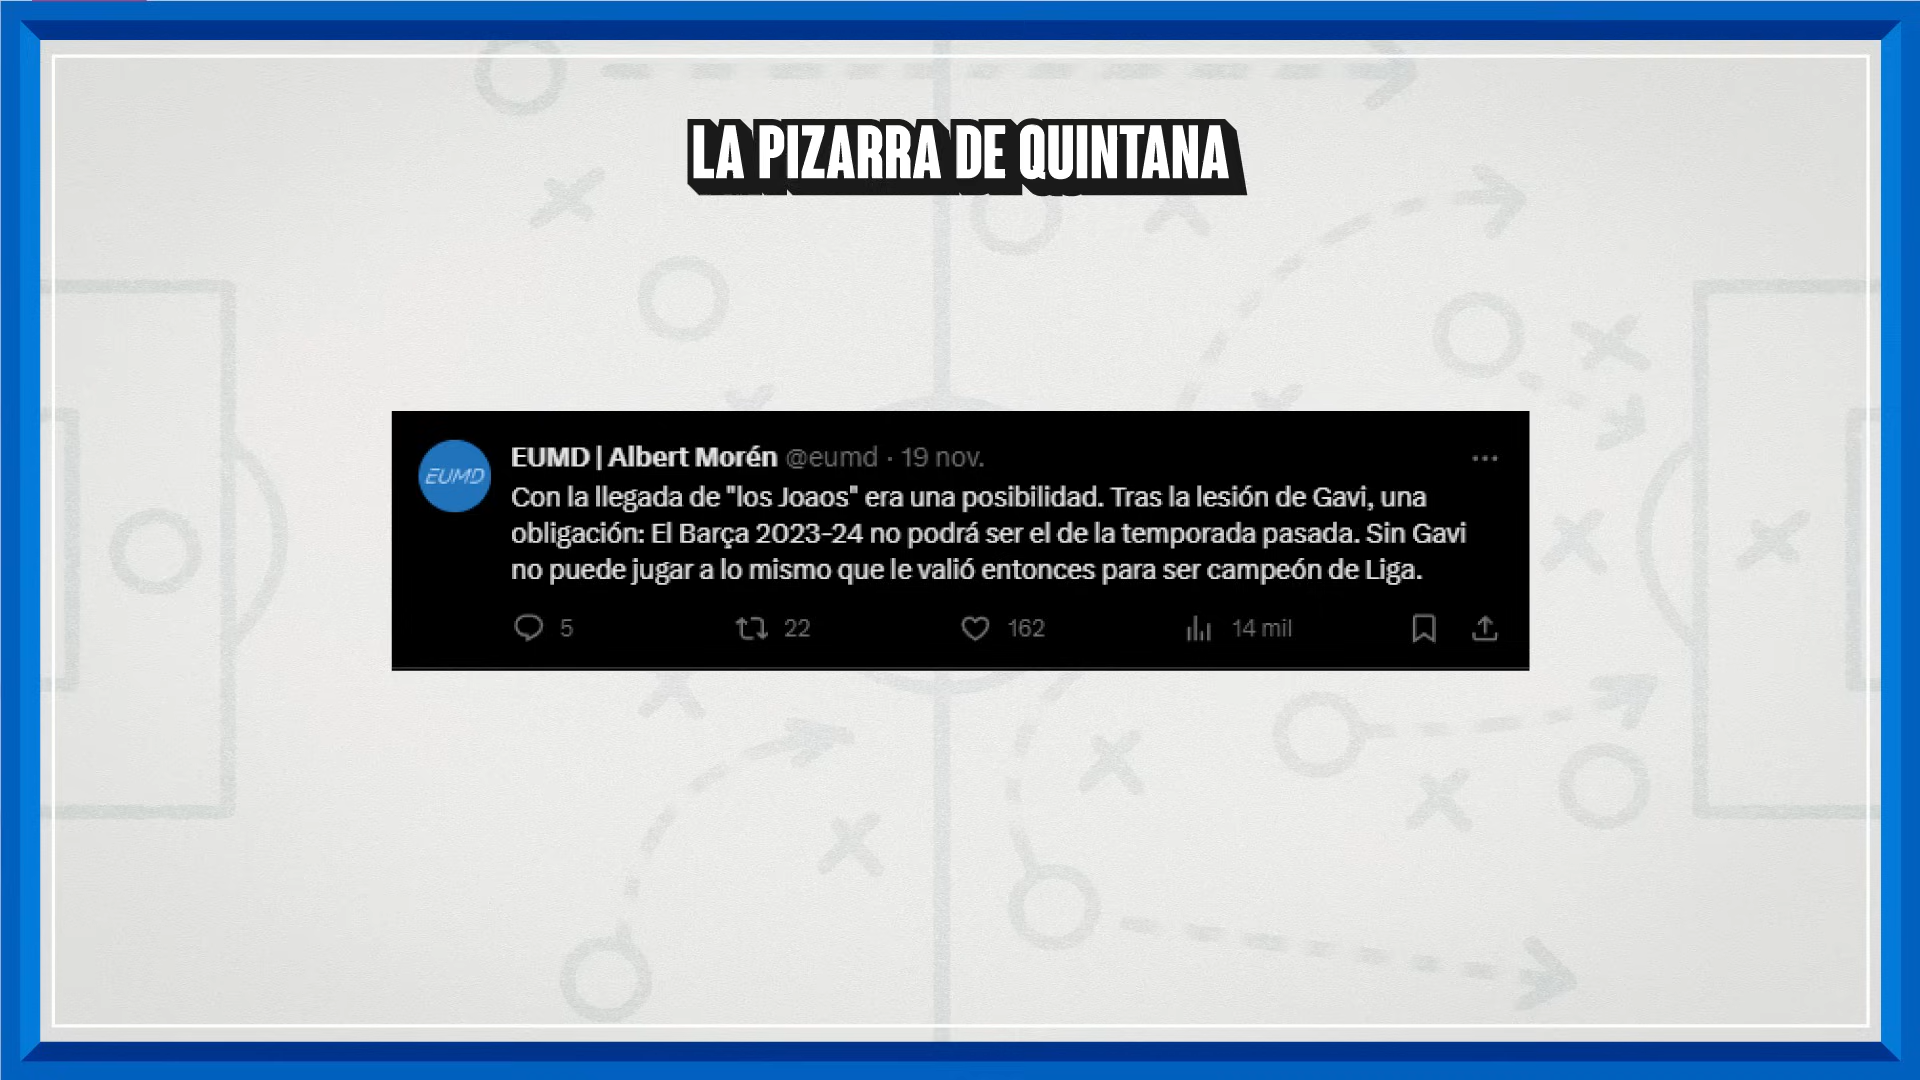 LA PIZARRA DE QUINTANA
EUMD | Albert Morén @eumd · 19 nov.
EUMD
Con la llegada de "los Joaos" era una posibilidad. Tras la lesión de Gavi, una
obligación: El Barça 2023-24 no podrá ser el de la temporada pasada. Sin Gavi
no puede jugar a lo mismo que le valió entonces para ser campeón de Liga.
5 22 162 14 mil